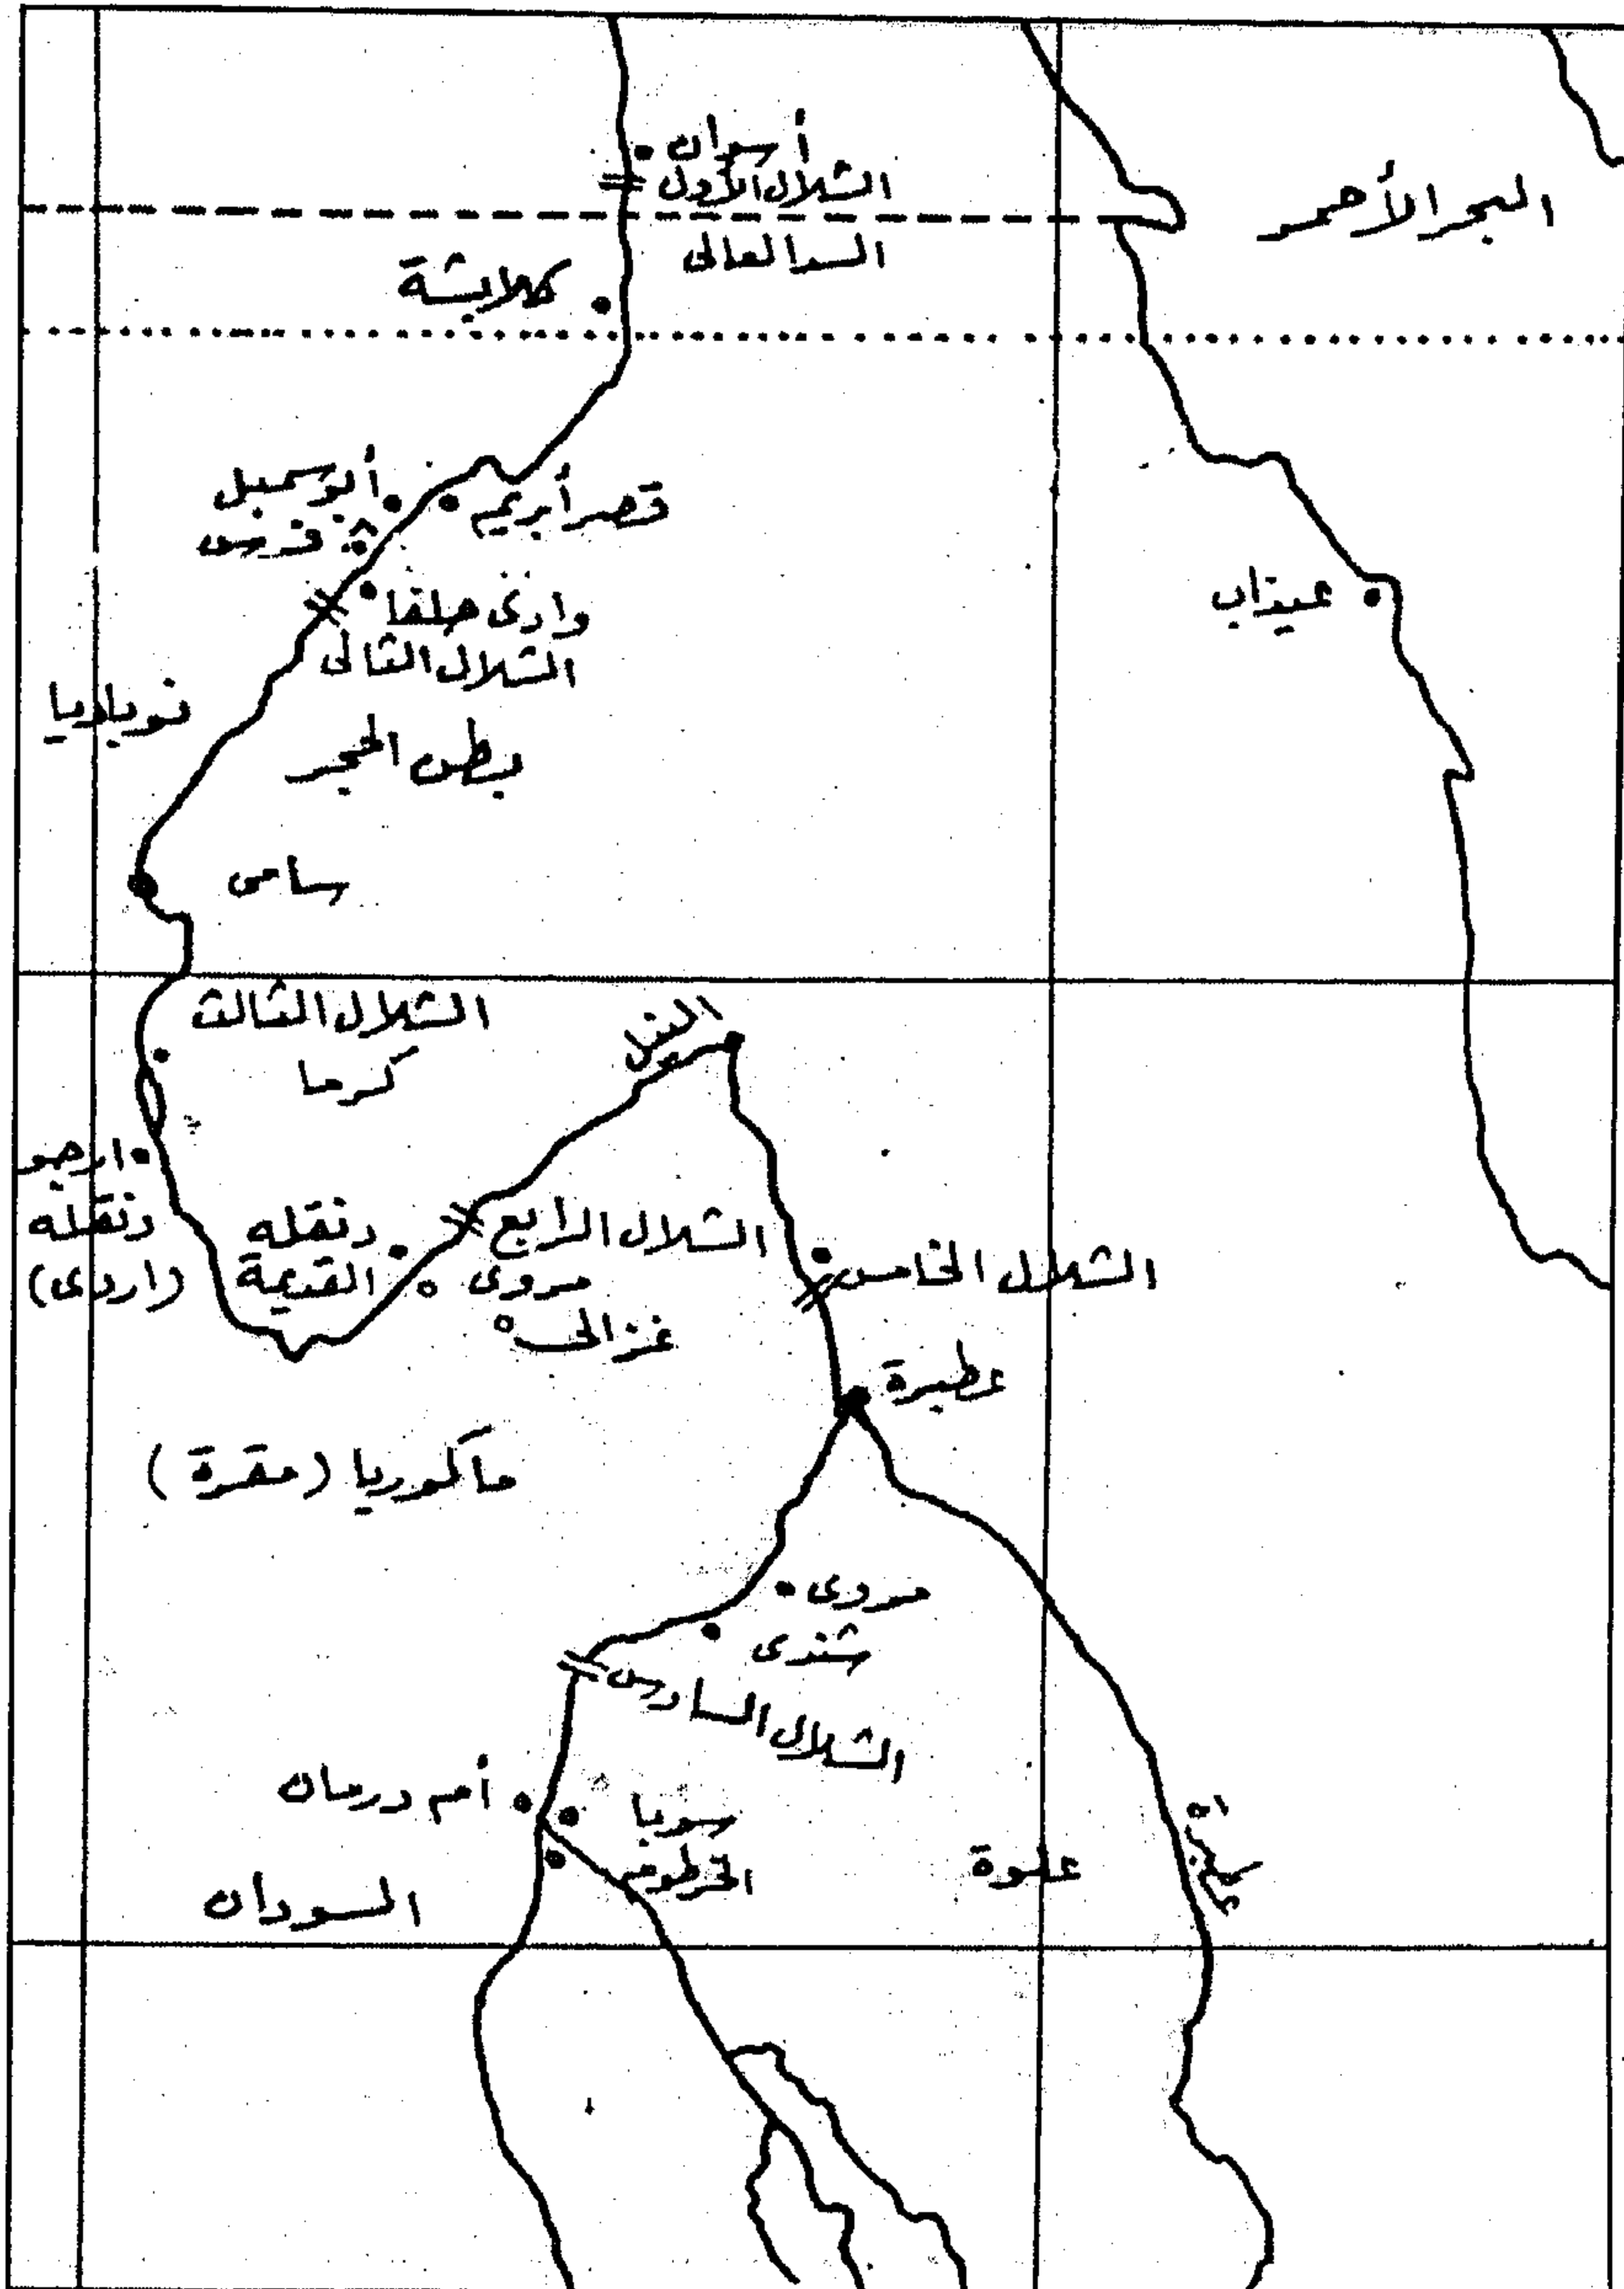 أسوان
الشلال الأول
السد العالى
البحر الأحمر
كلابشة
أبو سمبل
قصر أبريم
فرس
عيذاب
وادى حلفا
الشلال الثانى
نوباديا
بطن الحجر
ساى
الشلال الثالث
كرما
النيل
ارجو
دنقله
(اردى)
دنقله
القديمة
الشلال الرابع
مروى
غزالى
الشلال الخامس
عطبرة
ماكوريا (مقرة)
مروى
شندى
الشلال السادس
أم درمان
سوبا
الخرطوم
علوة
السودان